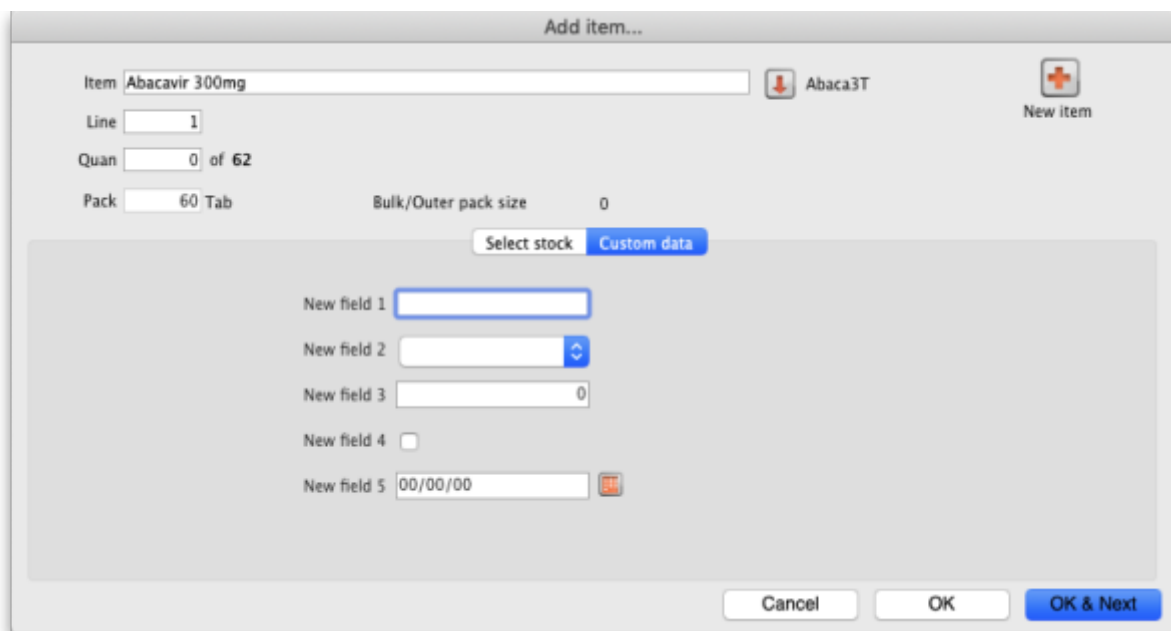 Add item...
Item Abacavir 300mg Abaca3T
New item
Line 1
Quan 0 of 62
Pack 60 Tab Bulk/Outer pack size 0
Select stock Custom data
New field 1
New field 2
New field 3 0
New field 4
New field 5 00/00/00
Cancel OK OK & Next